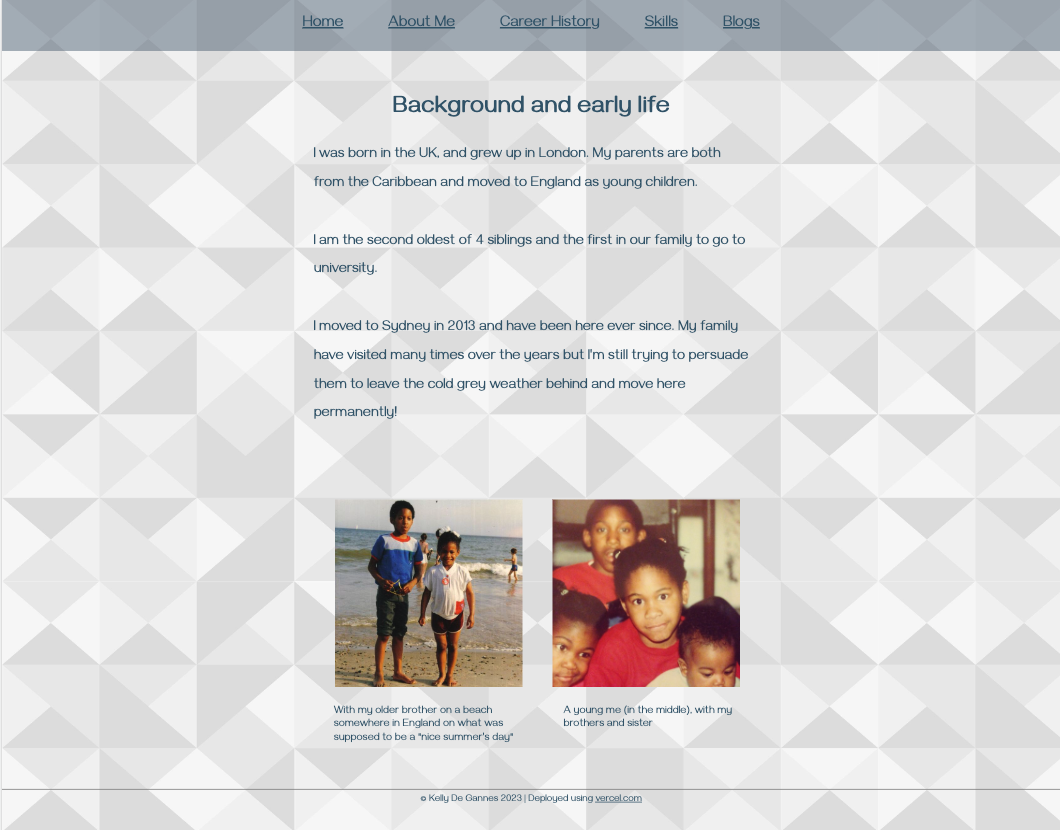 Home About Me Career History Skills Blogs
Background and early life
I was born in the UK, and grew up in London. My parents are both
from the Caribbean and moved to England as young children.
I am the second oldest of 4 siblings and the first in our family to go to
university.
I moved to Sydney in 2013 and have been here ever since. My family
have visited many times over the years but I'm still trying to persuade
them to leave the cold grey weather behind and move here
permanently!
With my older brother on a beach
somewhere in England on what was
supposed to be a "nice summer's day"
A young me (in the middle), with my
brothers and sister
© Kelly De Gannes 2023 | Deployed using vercel.com